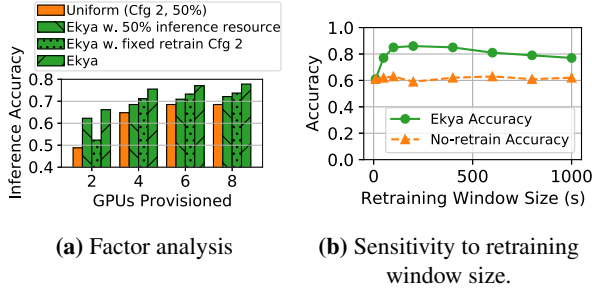 Uniform (Cfg 2, 50%)
Ekya w. 50% inference resource
Ekya w. fixed retrain Cfg 2
Ekya
Inference Accuracy
0.8
0.7
0.6
0.5
0.4
2 4 6 8
GPUs Provisioned
(a) Factor analysis
Accuracy
1.0
0.8
0.6
0.4
0.2
0.0
Ekya Accuracy
No-retrain Accuracy
0 500 1000
Retraining Window Size (s)
(b) Sensitivity to retraining
window size.